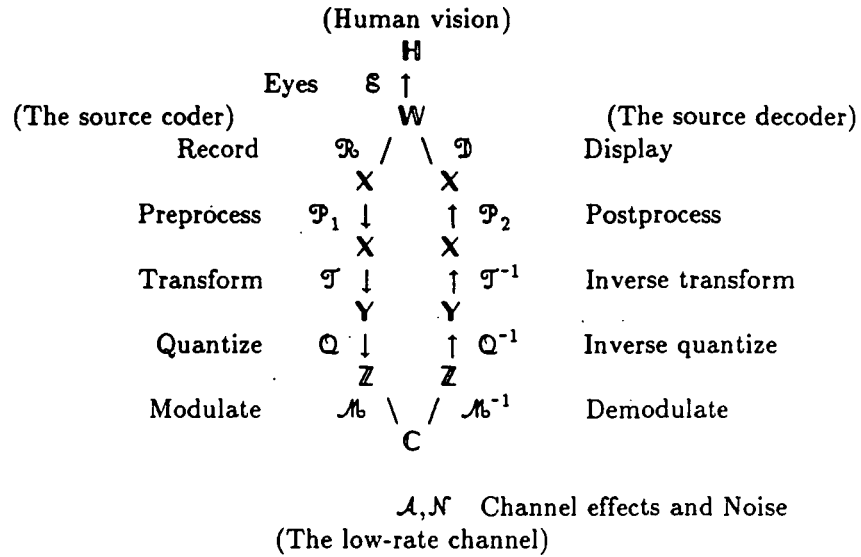 (Human vision)
ℍ
Eyes ℰ ↑
(The source coder) 𝕎 (The source decoder)
Record ℛ / \ 𝒟 Display
𝕏 𝕏
Preprocess 𝒫₁ ↓ ↑ 𝒫₂ Postprocess
𝕏 𝕏
Transform 𝒯 ↓ ↑ 𝒯⁻¹ Inverse transform
𝕐 𝕐
Quantize 𝒬 ↓ ↑ 𝒬⁻¹ Inverse quantize
ℤ ℤ
Modulate ℳ \ / ℳ⁻¹ Demodulate
ℂ
𝒜,𝒩 Channel effects and Noise
(The low-rate channel)